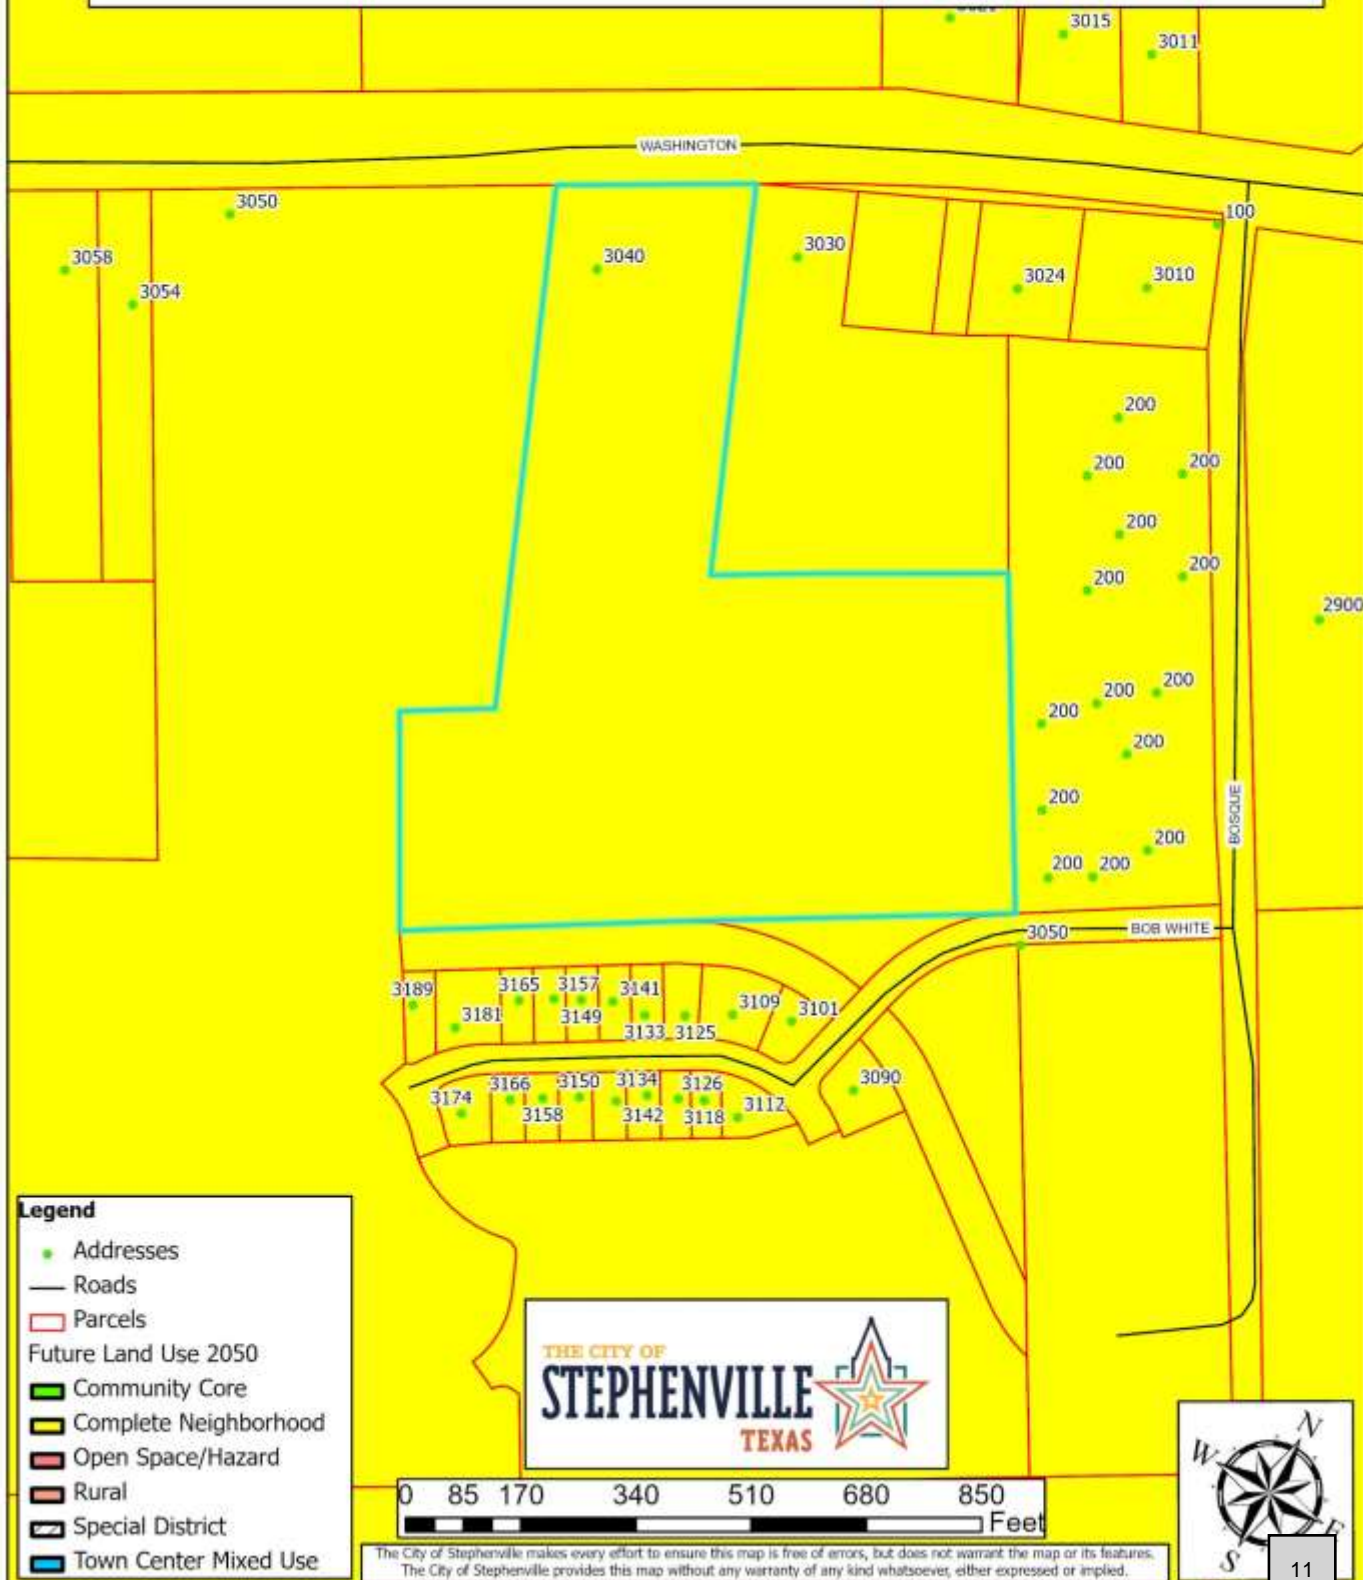 3015
3011
WASHINGTON
3050
100
3058
3040
3030
3054
3024
3010
200
200
200
200
200
200
2900
200
200
200
200
200
BOSQUE
200
200
200
3050
BOB WHITE
3189
3165
3157
3141
3181
3149
3109
3101
3133
3125
3166
3150
3134
3126
3090
3174
3158
3142
3118
3112
Legend
Addresses
Roads
Parcels
Future Land Use 2050
Community Core
Complete Neighborhood
Open Space/Hazard
Rural
Special District
Town Center Mixed Use
THE CITY OF
STEPHENVILLE
TEXAS
N
W
E
S
0 85 170 340 510 680 850
Feet
The City of Stephenville makes every effort to ensure this map is free of errors, but does not warrant the map or its features.
The City of Stephenville provides this map without any warranty of any kind whatsoever, either expressed or implied.
11